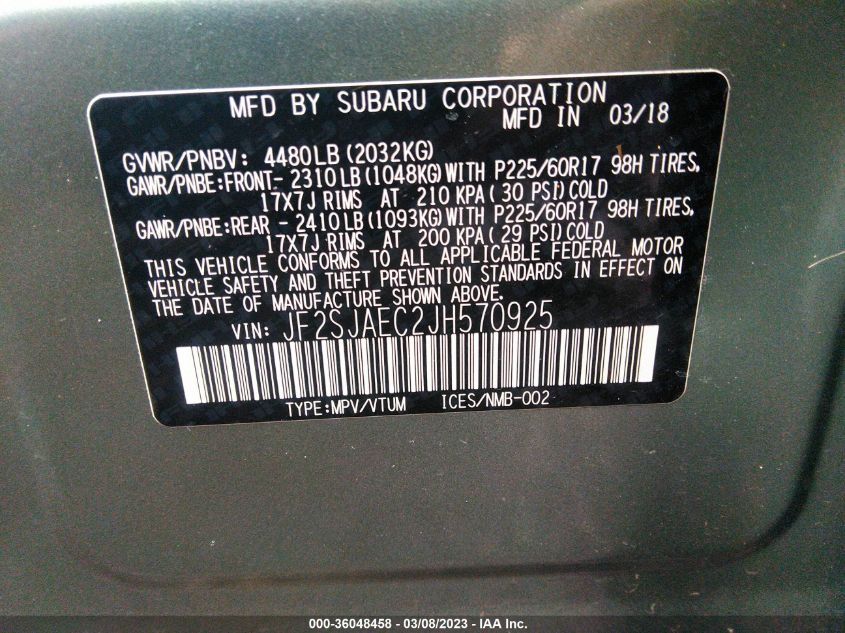 MFD BY SUBARU CORPORATION
MFD IN 03/18
GVWR/PNBV: 4480LB(2032KG)
GAWR/PNBE:FRONT- 2310LB(1048KG)WITH P225/60R17 98H TIRES,
17X7J RIMS AT 210 KPA( 30 PSI)COLD
GAWR/PNBE:REAR - 2410LB(1093KG)WITH P225/60R17 98H TIRES,
17X7J RIMS AT 200 KPA( 29 PSI)COLD
THIS VEHICLE CONFORMS TO ALL APPLICABLE FEDERAL MOTOR
VEHICLE SAFETY AND THEFT PREVENTION STANDARDS IN EFFECT ON
THE DATE OF MANUFACTURE SHOWN ABOVE.
VIN: JF2SJAEC2JH570925
TYPE:MPV/VTUM ICES/NMB-002
000-36048458 - 03/08/2023 - IAA Inc.